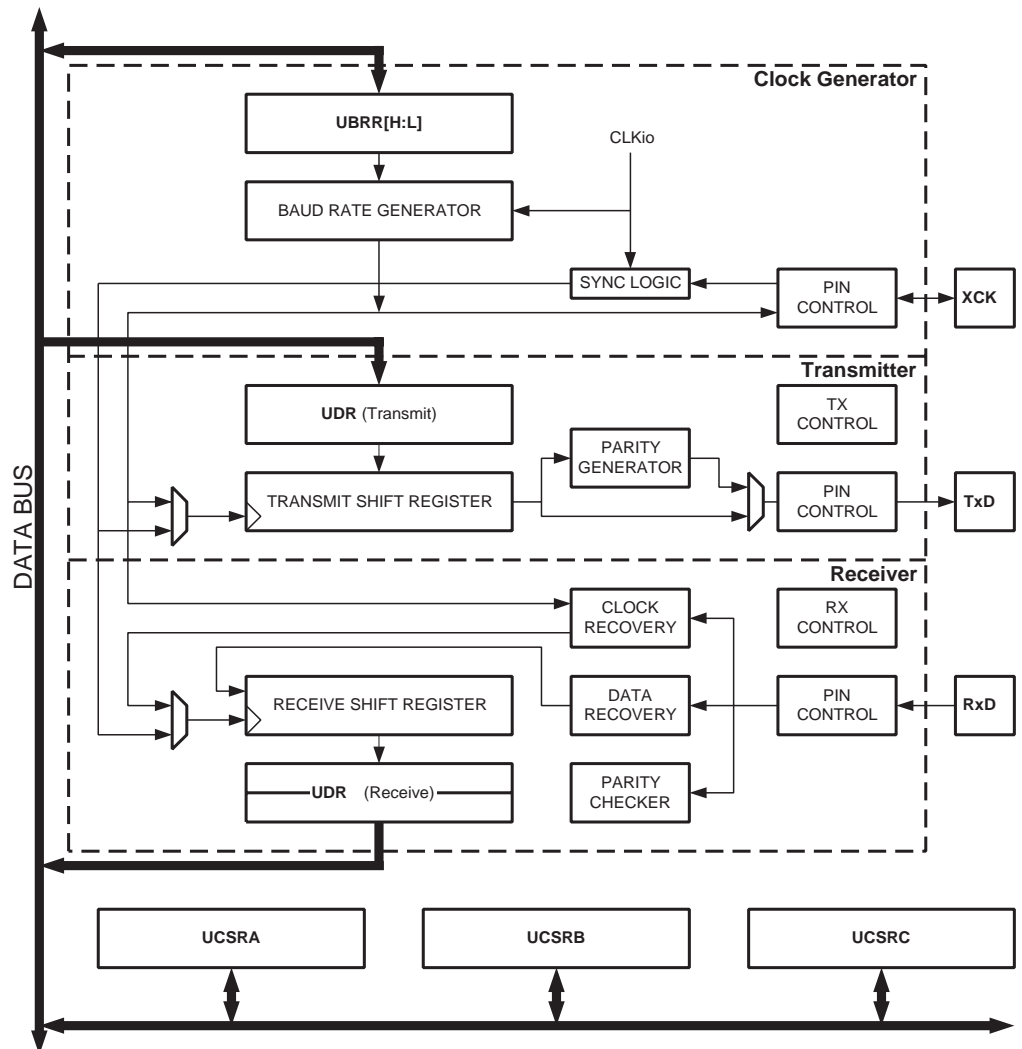 Clock Generator
UBRR[H:L]
CLKio
BAUD RATE GENERATOR
SYNC LOGIC
PIN
CONTROL
XCK
Transmitter
UDR (Transmit)
TX
CONTROL
PARITY
GENERATOR
TRANSMIT SHIFT REGISTER
PIN
CONTROL
TxD
DATA BUS
Receiver
CLOCK
RECOVERY
RX
CONTROL
RECEIVE SHIFT REGISTER
DATA
RECOVERY
PIN
CONTROL
RxD
UDR (Receive)
PARITY
CHECKER
UCSRA
UCSRB
UCSRC